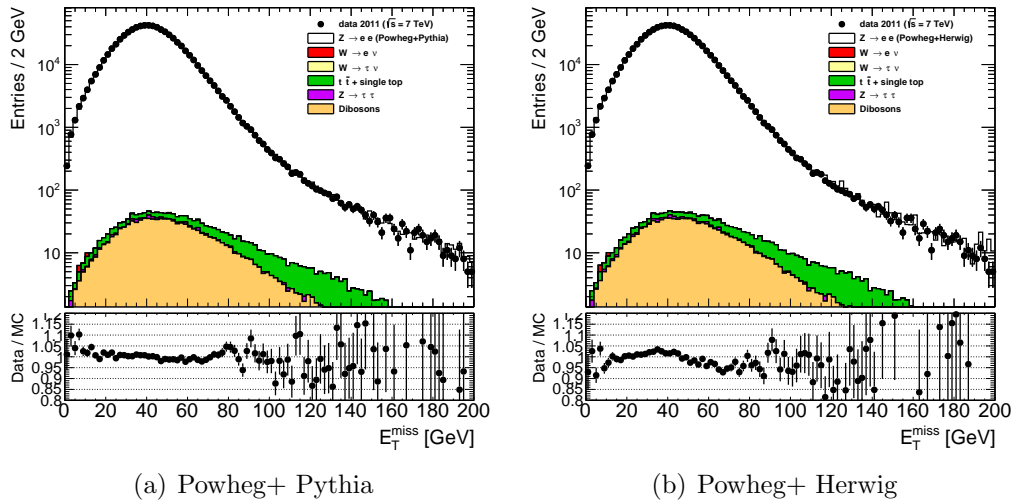 Entries / 2 GeV
10⁴
10³
10²
10
data 2011 (√s = 7 TeV)
Z → e e (Powheg+Pythia)
W → e ν
W → τ ν
t t̄ + single top
Z → τ τ
Dibosons
Data / MC
1.15
1.1
1.05
1
0.95
0.9
0.85
0.8
0 20 40 60 80 100 120 140 160 180 200
E_T^miss [GeV]
(a) Powheg+ Pythia
Entries / 2 GeV
10⁴
10³
10²
10
data 2011 (√s = 7 TeV)
Z → e e (Powheg+Herwig)
W → e ν
W → τ ν
t t̄ + single top
Z → τ τ
Dibosons
Data / MC
1.15
1.1
1.05
1
0.95
0.9
0.85
0.8
0 20 40 60 80 100 120 140 160 180 200
E_T^miss [GeV]
(b) Powheg+ Herwig